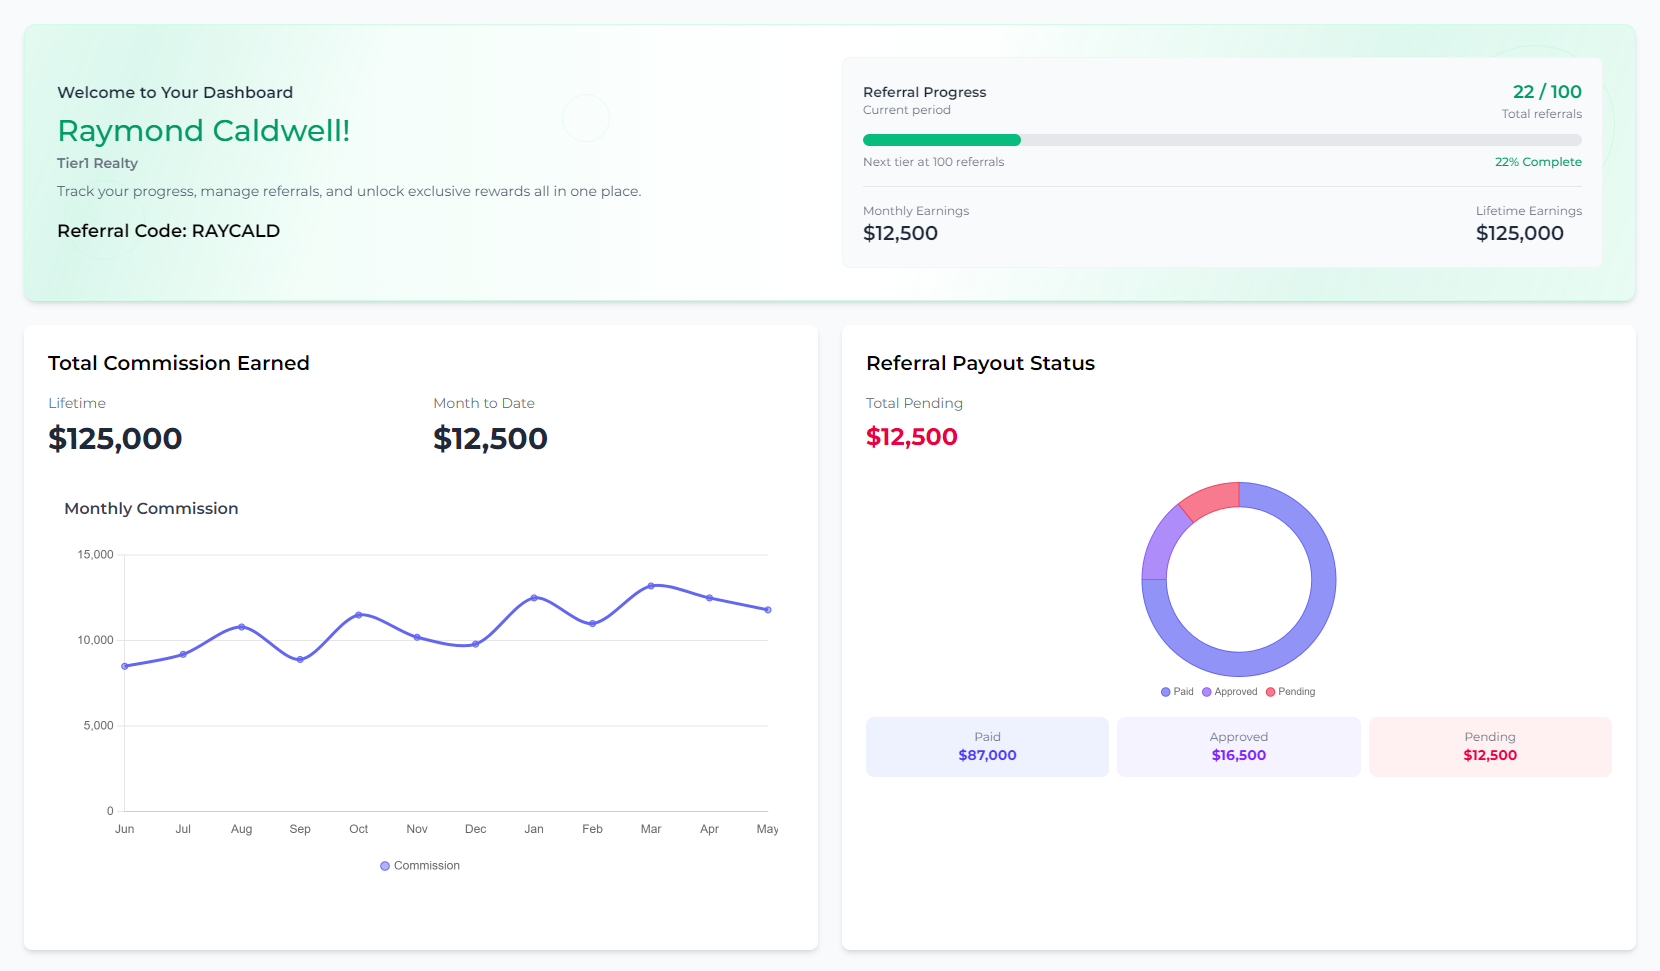 Welcome to Your Dashboard
Raymond Caldwell!
Tier1 Realty
Track your progress, manage referrals, and unlock exclusive rewards all in one place.
Referral Code: RAYCALD
Referral Progress
22 / 100
Current period
Total referrals
Next tier at 100 referrals
22% Complete
Monthly Earnings
Lifetime Earnings
$12,500
$125,000
Total Commission Earned
Lifetime
Month to Date
$125,000
$12,500
Monthly Commission
15,000
10,000
5,000
0
Jun Jul Aug Sep Oct Nov Dec Jan Feb Mar Apr May
Commission
Referral Payout Status
Total Pending
$12,500
Paid Approved Pending
Paid
$87,000
Approved
$16,500
Pending
$12,500